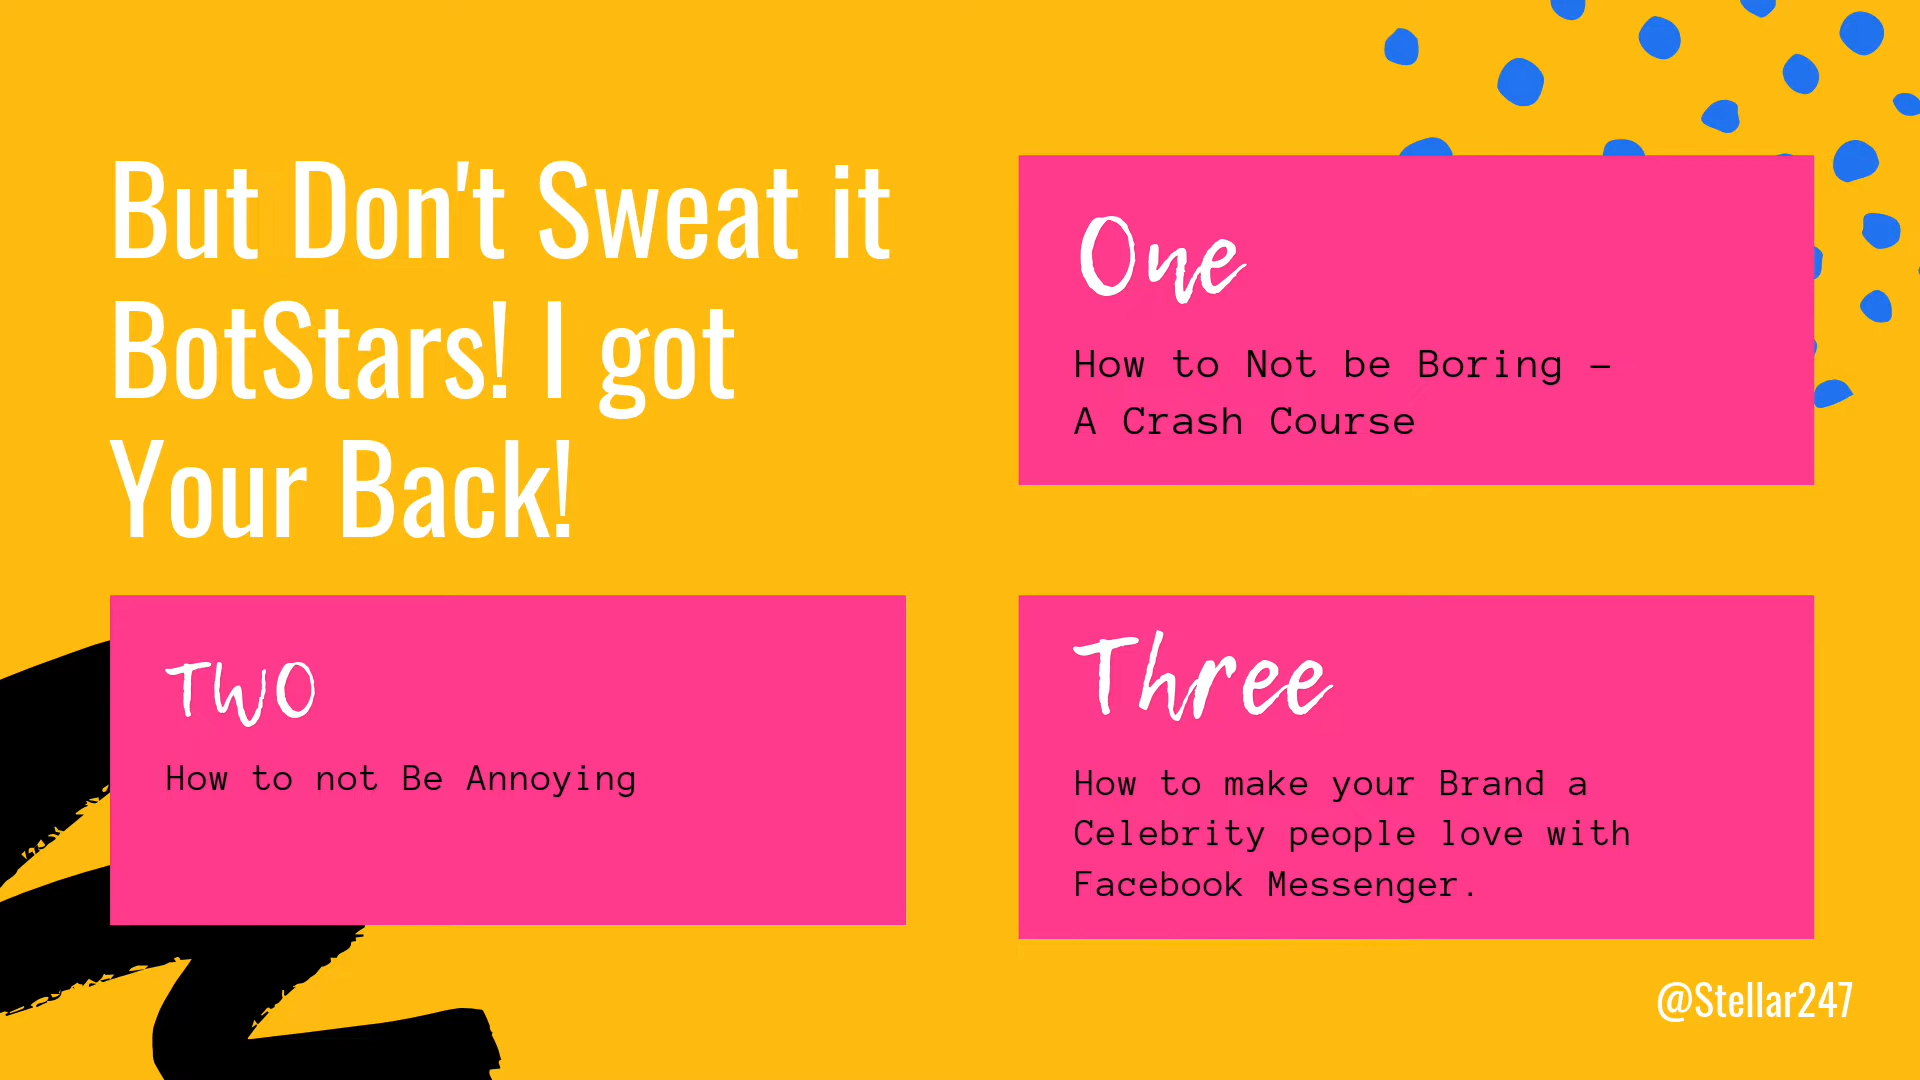 But Don't Sweat it
BotStars! I got
Your Back!
One
How to Not be Boring –
A Crash Course
TWO
How to not Be Annoying
Three
How to make your Brand a
Celebrity people love with
Facebook Messenger.
@Stellar247